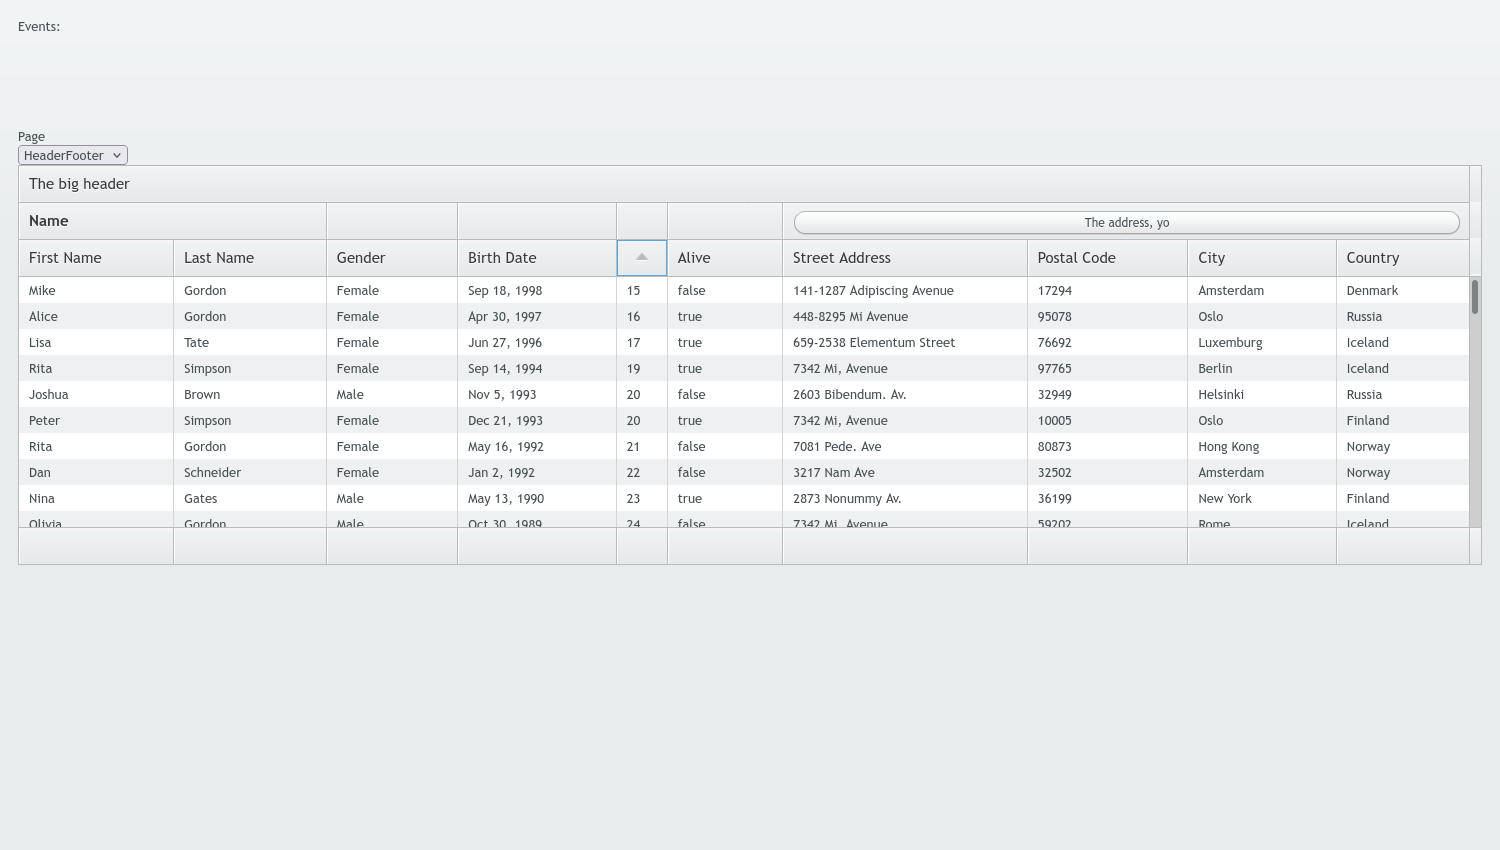 Events:
Page
HeaderFooter
The big header
Name The address, yo
First Name Last Name Gender Birth Date Alive Street Address Postal Code City Country
Mike Gordon Female Sep 18, 1998 15 false 141-1287 Adipiscing Avenue 17294 Amsterdam Denmark
Alice Gordon Female Apr 30, 1997 16 true 448-8295 Mi Avenue 95078 Oslo Russia
Lisa Tate Female Jun 27, 1996 17 true 659-2538 Elementum Street 76692 Luxemburg Iceland
Rita Simpson Female Sep 14, 1994 19 true 7342 Mi, Avenue 97765 Berlin Iceland
Joshua Brown Male Nov 5, 1993 20 false 2603 Bibendum. Av. 32949 Helsinki Russia
Peter Simpson Female Dec 21, 1993 20 true 7342 Mi, Avenue 10005 Oslo Finland
Rita Gordon Female May 16, 1992 21 false 7081 Pede. Ave 80873 Hong Kong Norway
Dan Schneider Female Jan 2, 1992 22 false 3217 Nam Ave 32502 Amsterdam Norway
Nina Gates Male May 13, 1990 23 true 2873 Nonummy Av. 36199 New York Finland
Olivia Gordon Male Oct 30, 1989 24 false 7342 Mi, Avenue 59202 Rome Iceland